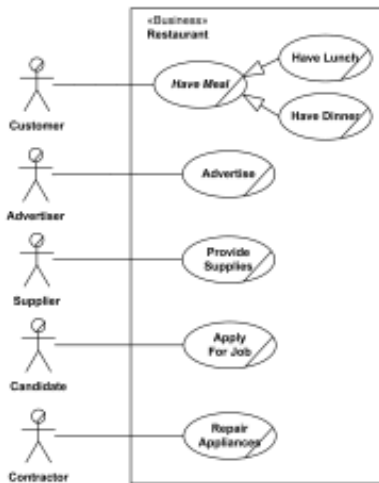 «Business»
Restaurant
Have Lunch
Have Meal
Customer
Have Dinner
Advertise
Advertiser
Provide
Supplies
Supplier
Apply
For Job
Candidate
Repair
Appliances
Contractor